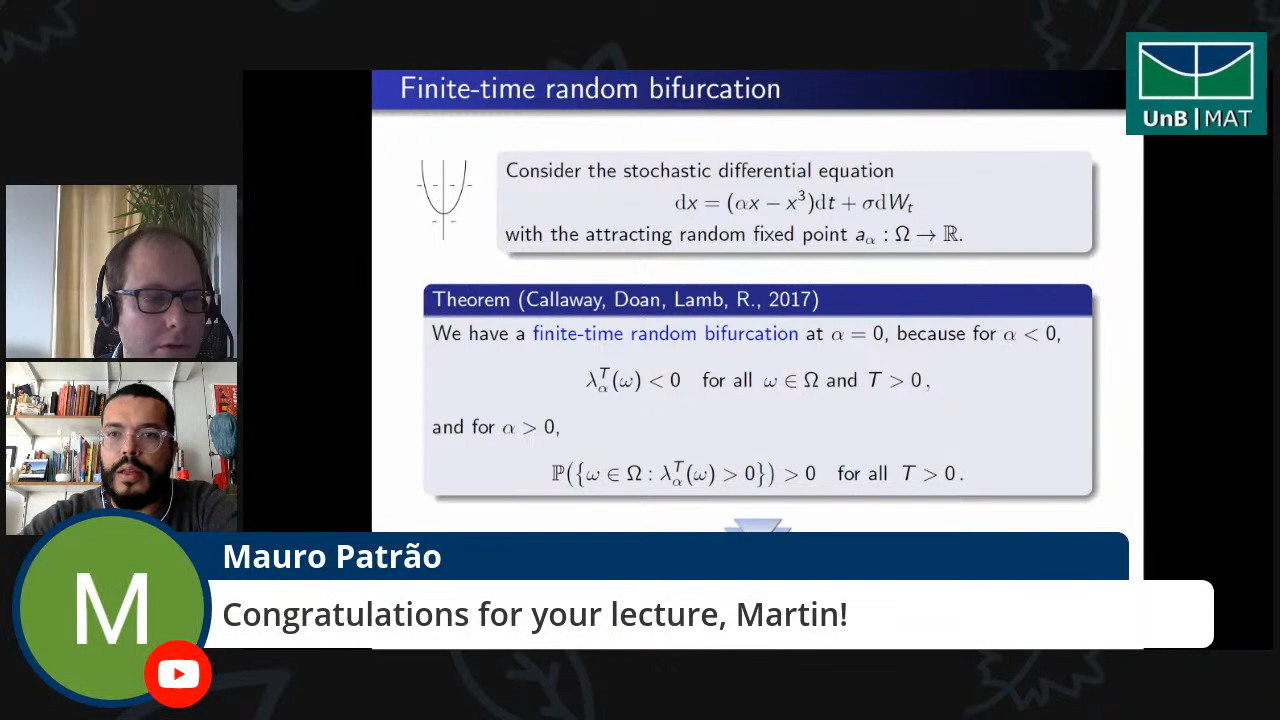 Finite-time random bifurcation
UnB | MAT
Consider the stochastic differential equation
dx = (αx − x³)dt + σdWₜ
with the attracting random fixed point aα : Ω → ℝ.
Theorem (Callaway, Doan, Lamb, R., 2017)
We have a finite-time random bifurcation at α = 0, because for α < 0,
λ_α^T(ω) < 0 for all ω ∈ Ω and T > 0,
and for α > 0,
ℙ({ω ∈ Ω : λ_α^T(ω) > 0}) > 0 for all T > 0.
M
Mauro Patrão
Congratulations for your lecture, Martin!